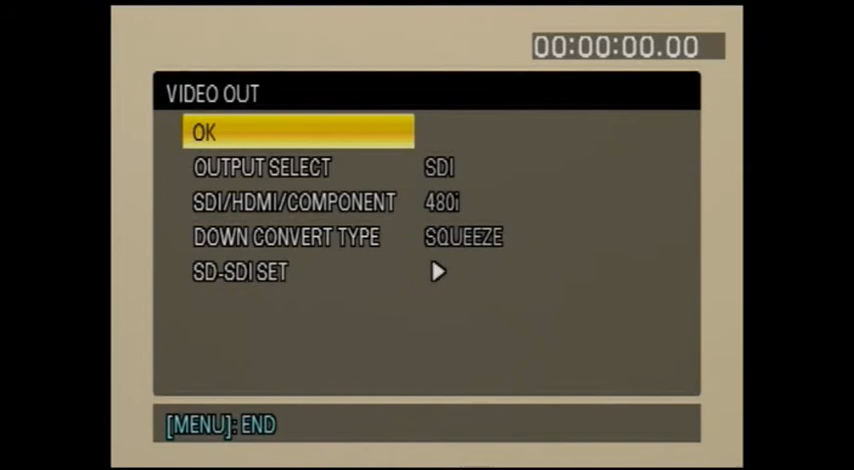 00:00:00.00
VIDEO OUT
OK
OUTPUT SELECT SDI
SDI/HDMI/COMPONENT 480i
DOWN CONVERT TYPE SQUEEZE
SD-SDI SET
[MENU]: END